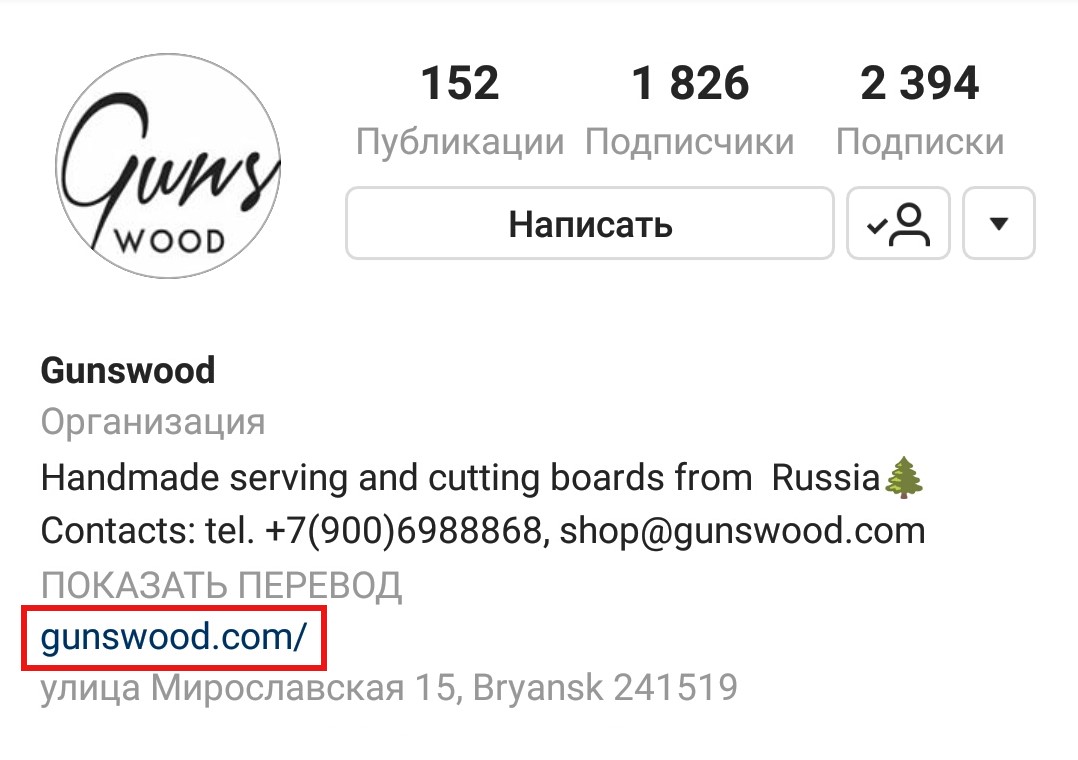 Guns
WOOD
152 1 826 2 394
Публикации Подписчики Подписки
Написать
Gunswood
Организация
Handmade serving and cutting boards from Russia🌲
Contacts: tel. +7(900)6988868, shop@gunswood.com
ПОКАЗАТЬ ПЕРЕВОД
gunswood.com/
улица Мирославская 15, Bryansk 241519